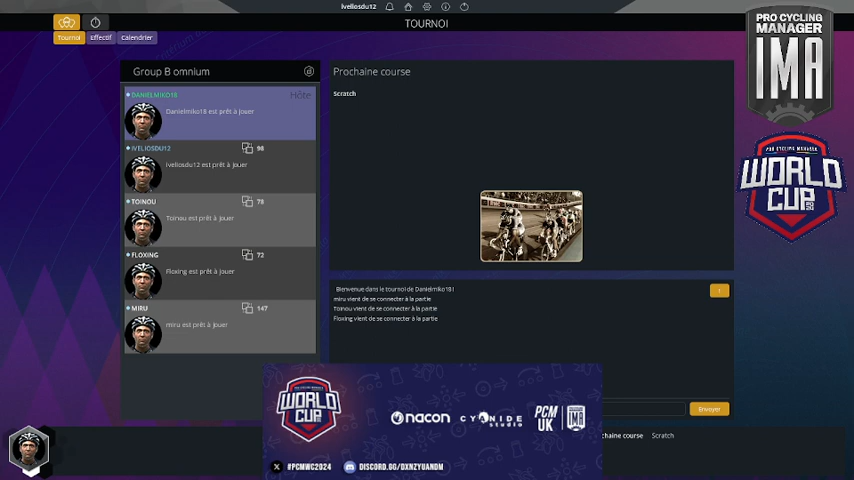 Iveliosdu12
TOURNOI
Tournoi
Effectif
Calendrier
Group B omnium
DANIELMIKO18
Hôte
Danielmiko18 est prêt à jouer
IVELIOSDU12
98
Iveliosdu12 est prêt à jouer
TOINOU
78
Toinou est prêt à jouer
FLOXING
72
Floxing est prêt à jouer
MIRU
147
miru est prêt à jouer
Prochaine course
Scratch
Bienvenue dans le tournoi de Danielmiko18!
miru vient de se connecter à la partie
Toinou vient de se connecter à la partie
Floxing vient de se connecter à la partie
Envoyer
chaine course
Scratch
PRO CYCLING
MANAGER
IMA
PRO CYCLING MANAGER
WORLD
CUP
WORLD
CUP
nacon
CYANIDE
studio
PCM
UK
IMA
#PCMWC2024
DISCORD.GG/DXNZYUANDM